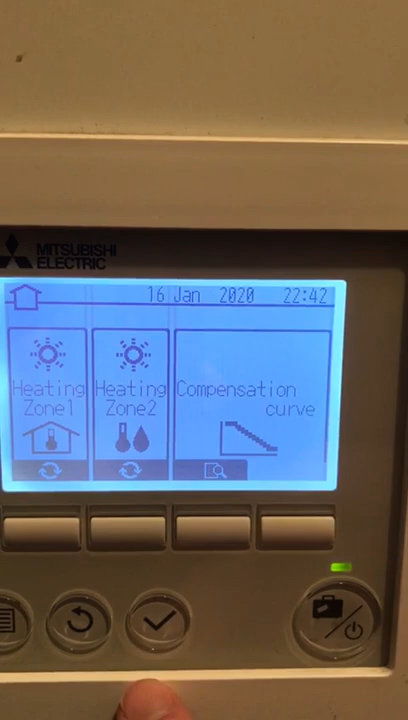 MITSUBISHI
ELECTRIC
16 Jan 2020 22:42
Heating
Zone1
Heating
Zone2
Compensation
curve